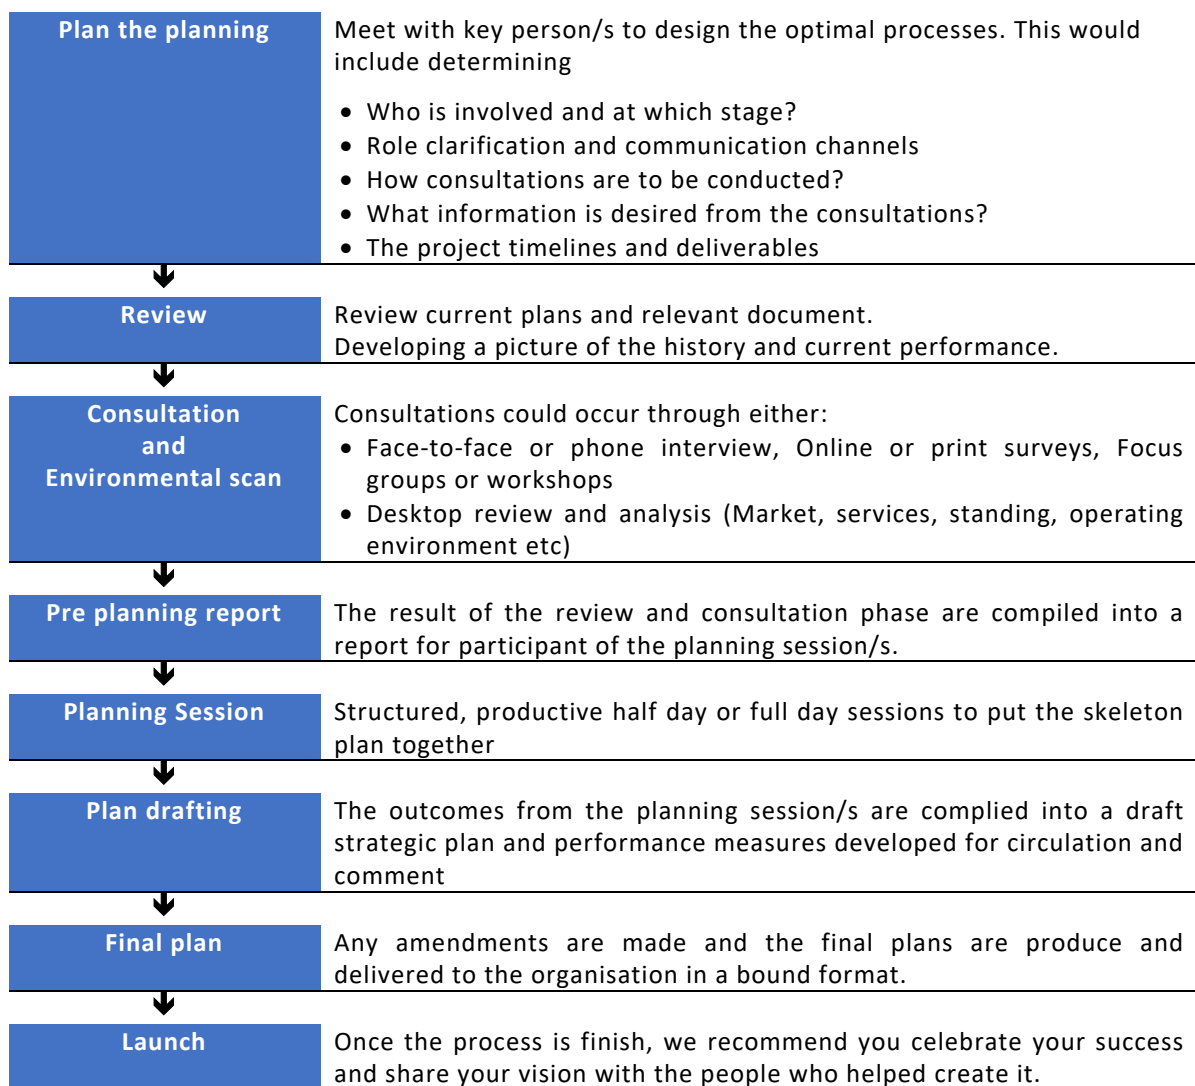 Plan the planning
Meet with key person/s to design the optimal processes. This would
include determining
• Who is involved and at which stage?
• Role clarification and communication channels
• How consultations are to be conducted?
• What information is desired from the consultations?
• The project timelines and deliverables
Review
Review current plans and relevant document.
Developing a picture of the history and current performance.
Consultation
and
Environmental scan
Consultations could occur through either:
• Face-to-face or phone interview, Online or print surveys, Focus
groups or workshops
• Desktop review and analysis (Market, services, standing, operating
environment etc)
Pre planning report
The result of the review and consultation phase are compiled into a
report for participant of the planning session/s.
Planning Session
Structured, productive half day or full day sessions to put the skeleton
plan together
Plan drafting
The outcomes from the planning session/s are complied into a draft
strategic plan and performance measures developed for circulation and
comment
Final plan
Any amendments are made and the final plans are produce and
delivered to the organisation in a bound format.
Launch
Once the process is finish, we recommend you celebrate your success
and share your vision with the people who helped create it.